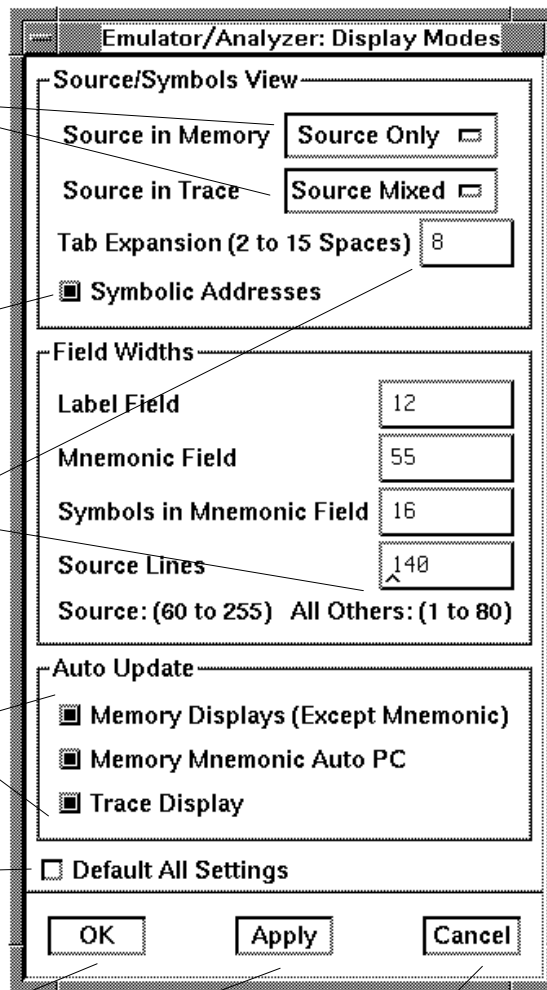 Emulator/Analyzer: Display Modes
Source/Symbols View
Source in Memory Source Only
Source in Trace Source Mixed
Tab Expansion (2 to 15 Spaces) 8
Symbolic Addresses
Field Widths
Label Field 12
Mnemonic Field 55
Symbols in Mnemonic Field 16
Source Lines 140
Source: (60 to 255) All Others: (1 to 80)
Auto Update
Memory Displays (Except Mnemonic)
Memory Mnemonic Auto PC
Trace Display
Default All Settings
OK Apply Cancel